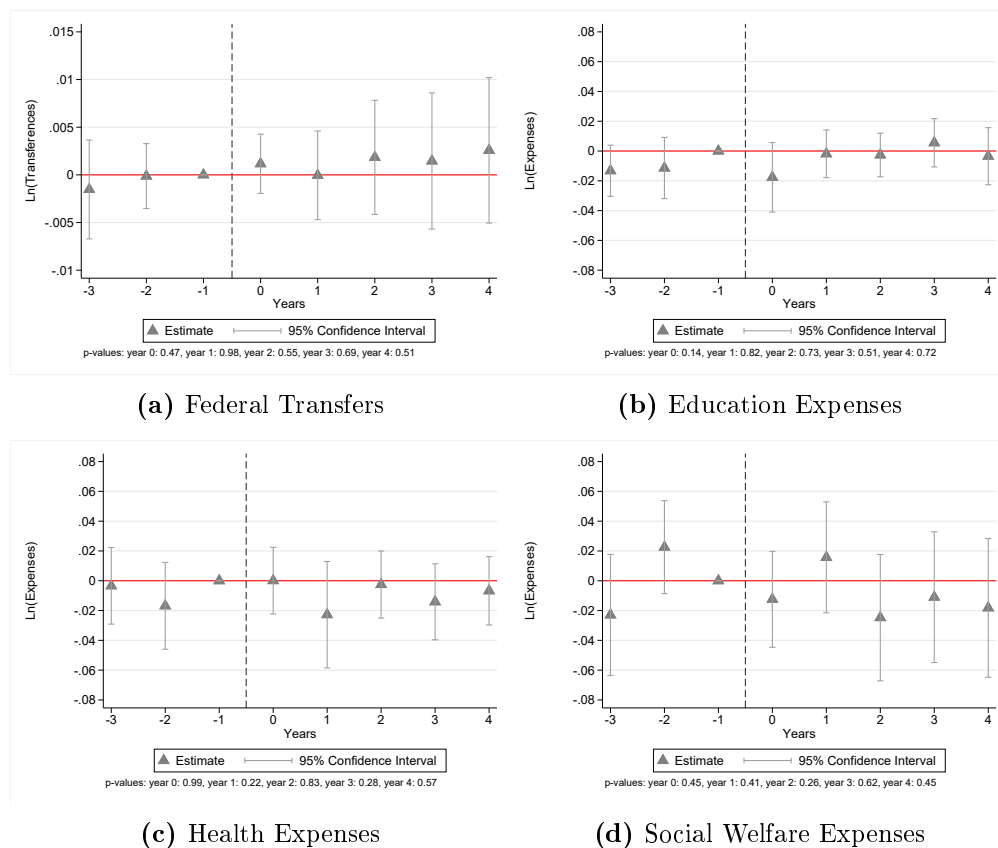 .015
.01
.005
0
-.005
-.01
Ln(Transferences)
-3 -2 -1 0 1 2 3 4
Years
Estimate 95% Confidence Interval
p-values: year 0: 0.47, year 1: 0.98, year 2: 0.55, year 3: 0.69, year 4: 0.51
(a) Federal Transfers
.08
.06
.04
.02
0
-.02
-.04
-.06
-.08
Ln(Expenses)
-3 -2 -1 0 1 2 3 4
Years
Estimate 95% Confidence Interval
p-values: year 0: 0.14, year 1: 0.82, year 2: 0.73, year 3: 0.51, year 4: 0.72
(b) Education Expenses
.08
.06
.04
.02
0
-.02
-.04
-.06
-.08
Ln(Expenses)
-3 -2 -1 0 1 2 3 4
Years
Estimate 95% Confidence Interval
p-values: year 0: 0.99, year 1: 0.22, year 2: 0.83, year 3: 0.28, year 4: 0.57
(c) Health Expenses
.08
.06
.04
.02
0
-.02
-.04
-.06
-.08
Ln(Expenses)
-3 -2 -1 0 1 2 3 4
Years
Estimate 95% Confidence Interval
p-values: year 0: 0.45, year 1: 0.41, year 2: 0.26, year 3: 0.62, year 4: 0.45
(d) Social Welfare Expenses